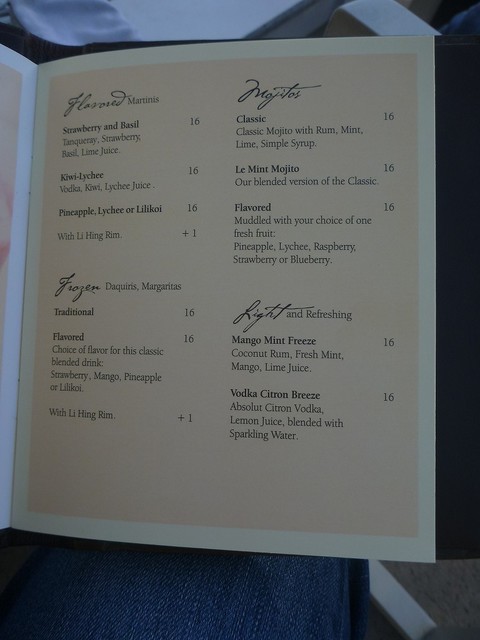 Flavored Martinis
Strawberry and Basil 16
Tanqueray, Strawberry,
Basil, Lime Juice.
Kiwi-Lychee 16
Vodka, Kiwi, Lychee Juice.
Pineapple, Lychee or Lilikoi 16
With Li Hing Rim. + 1
Frozen Daquiris, Margaritas
Traditional 16
Flavored 16
Choice of flavor for this classic
blended drink:
Strawberry, Mango, Pineapple
or Lilikoi.
With Li Hing Rim. + 1
Mojitos
Classic 16
Classic Mojito with Rum, Mint,
Lime, Simple Syrup.
Le Mint Mojito 16
Our blended version of the Classic.
Flavored 16
Muddled with your choice of one
fresh fruit:
Pineapple, Lychee, Raspberry,
Strawberry or Blueberry.
Light and Refreshing
Mango Mint Freeze 16
Coconut Rum, Fresh Mint,
Mango, Lime Juice.
Vodka Citron Breeze 16
Absolut Citron Vodka,
Lemon Juice, blended with
Sparkling Water.